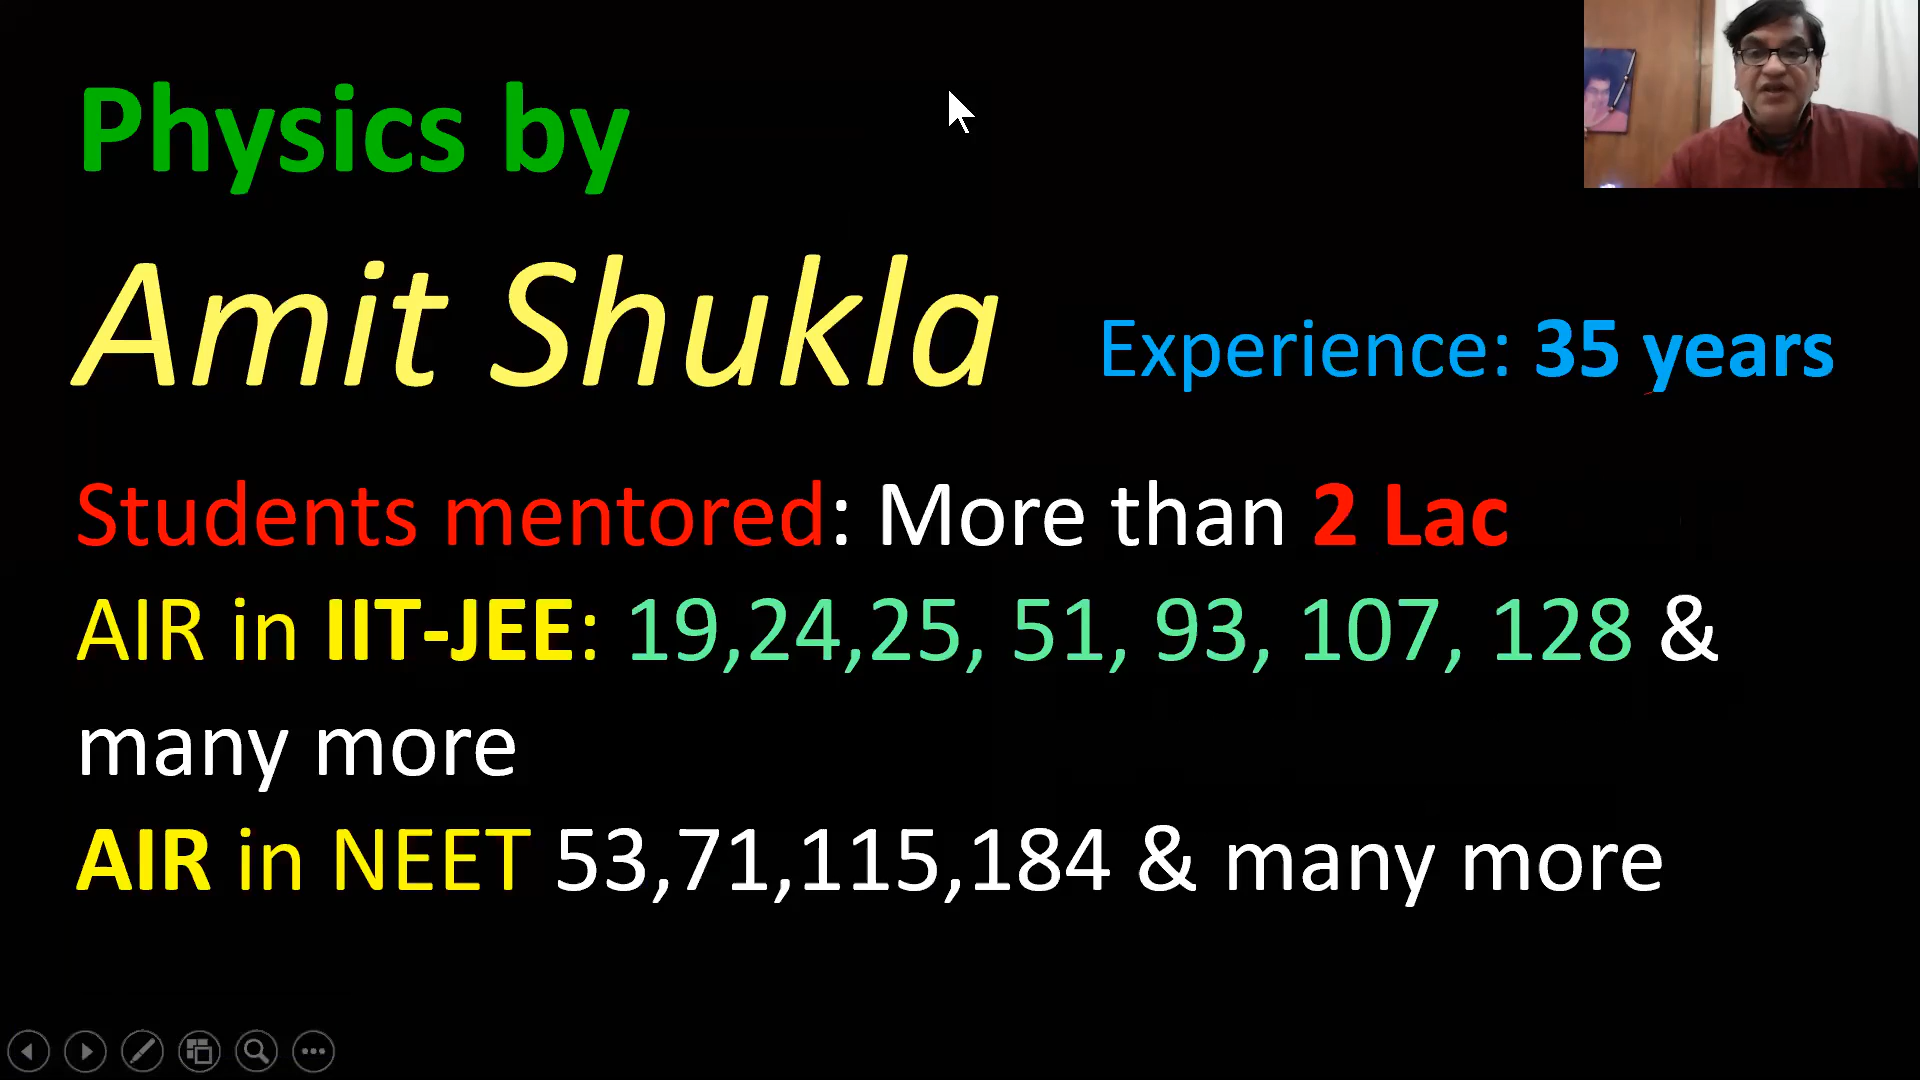 Physics by
Amit Shukla
Experience: 35 years
Students mentored: More than 2 Lac
AIR in IIT-JEE: 19,24,25, 51, 93, 107, 128 &
many more
AIR in NEET 53,71,115,184 & many more